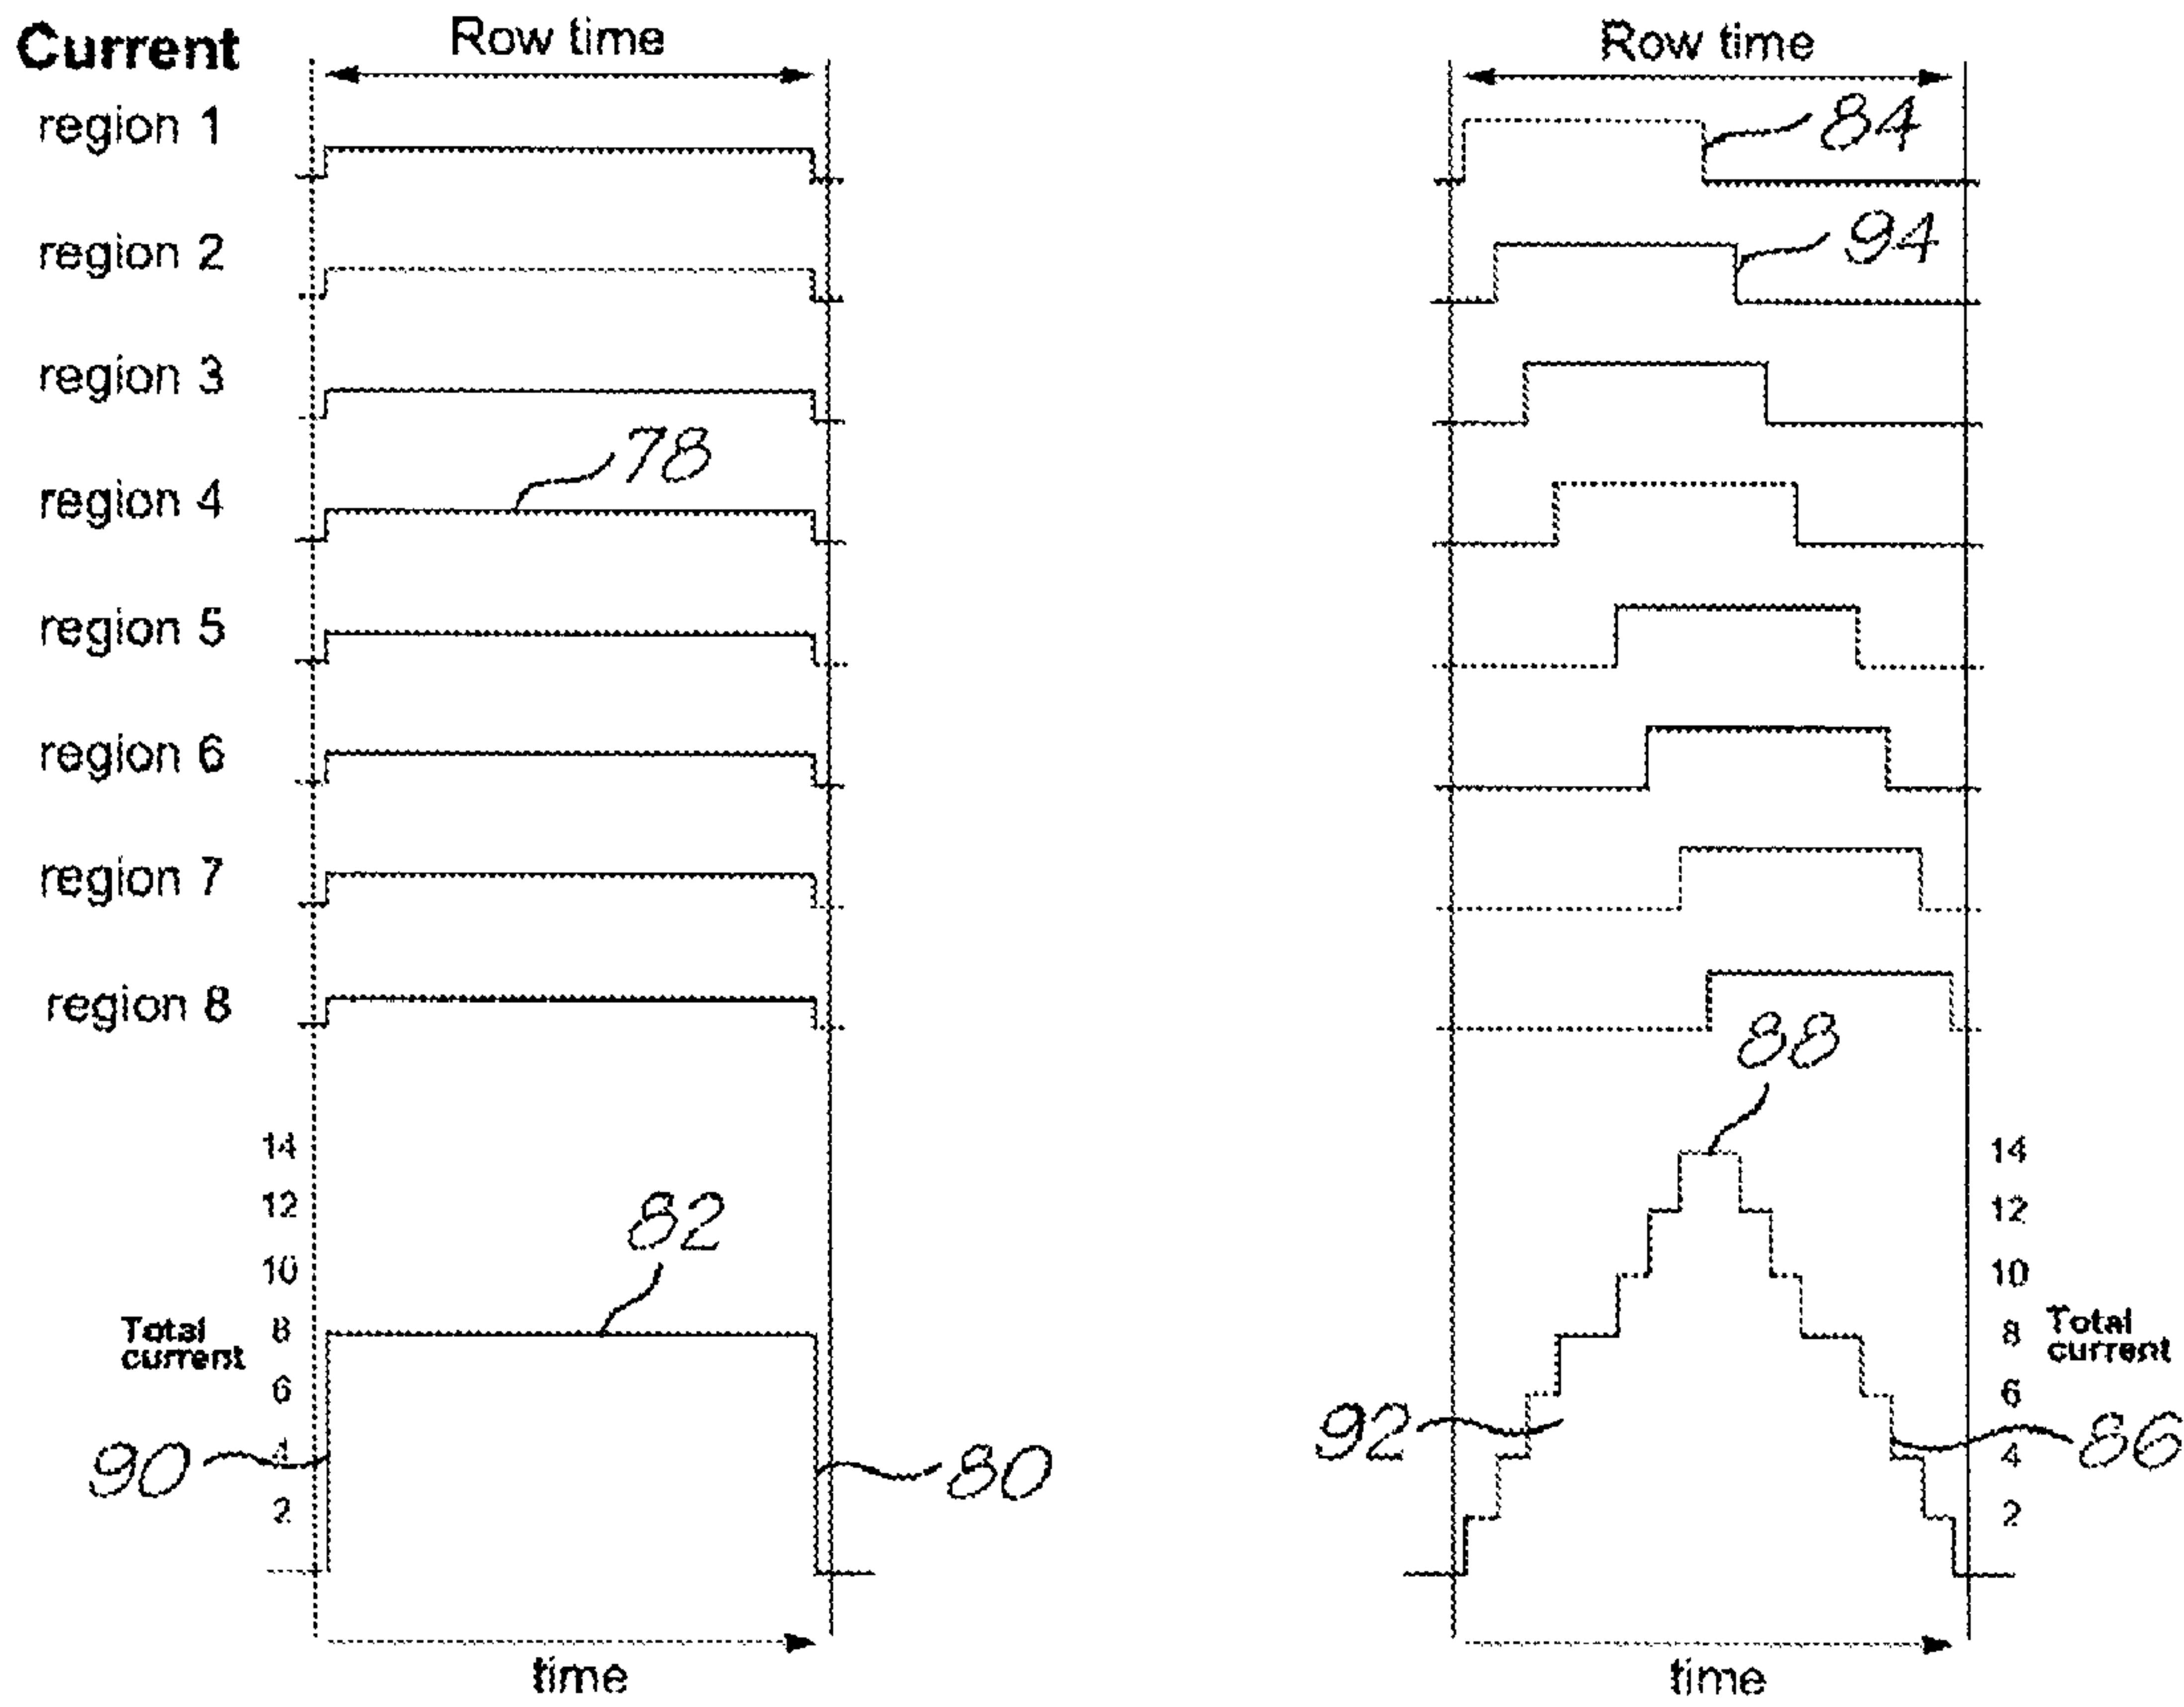 Current
Row time
Row time
region 1
84
region 2
94
region 3
region 4
78
region 5
region 6
region 7
region 8
88
14
14
12
82
12
10
10
Total
current
8
8
Total
current
6
6
92
90
4
80
4
86
2
2
time
time